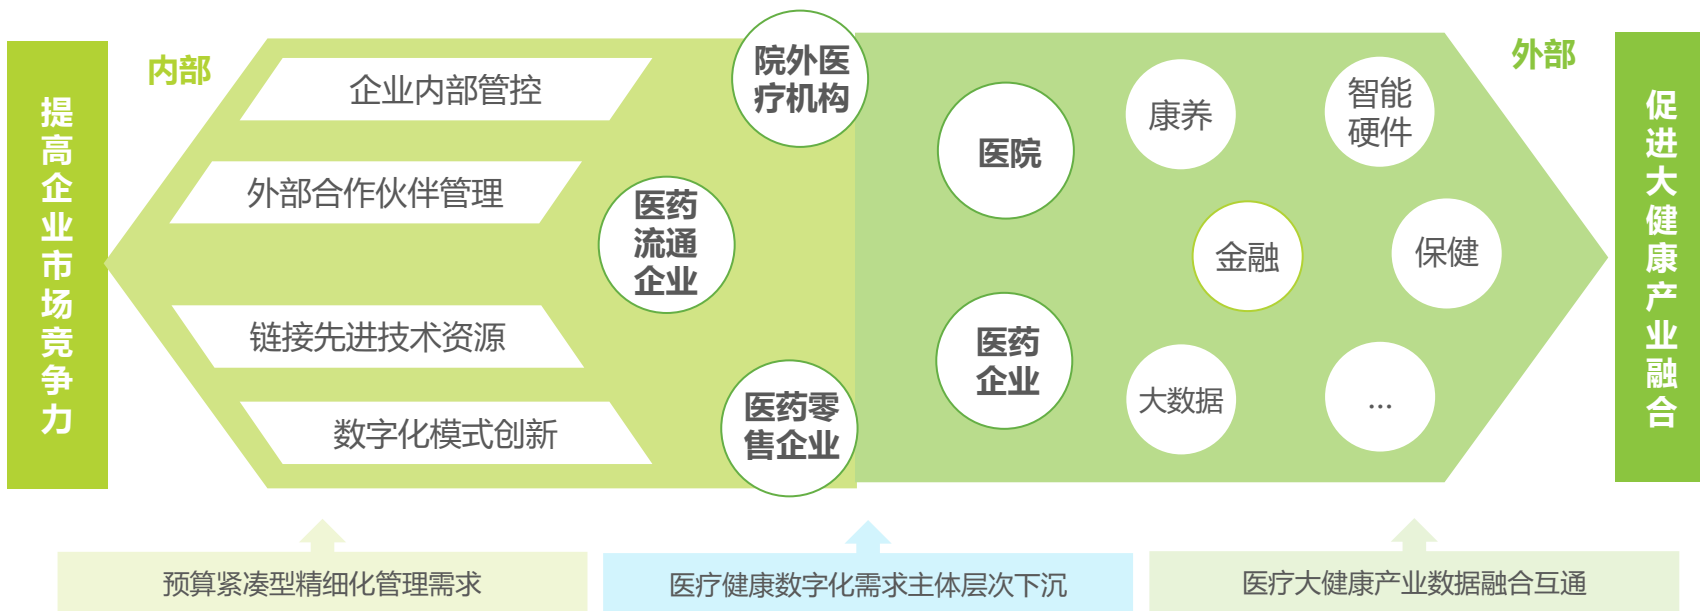 提高企业市场竞争力
内部
企业内部管控
外部合作伙伴管理
链接先进技术资源
数字化模式创新
院外医
疗机构
医药
流通
企业
医药零
售企业
医院
医药
企业
康养
智能
硬件
金融
保健
大数据
...
外部
促进大健康产业融合
预算紧凑型精细化管理需求
医疗健康数字化需求主体层次下沉
医疗大健康产业数据融合互通